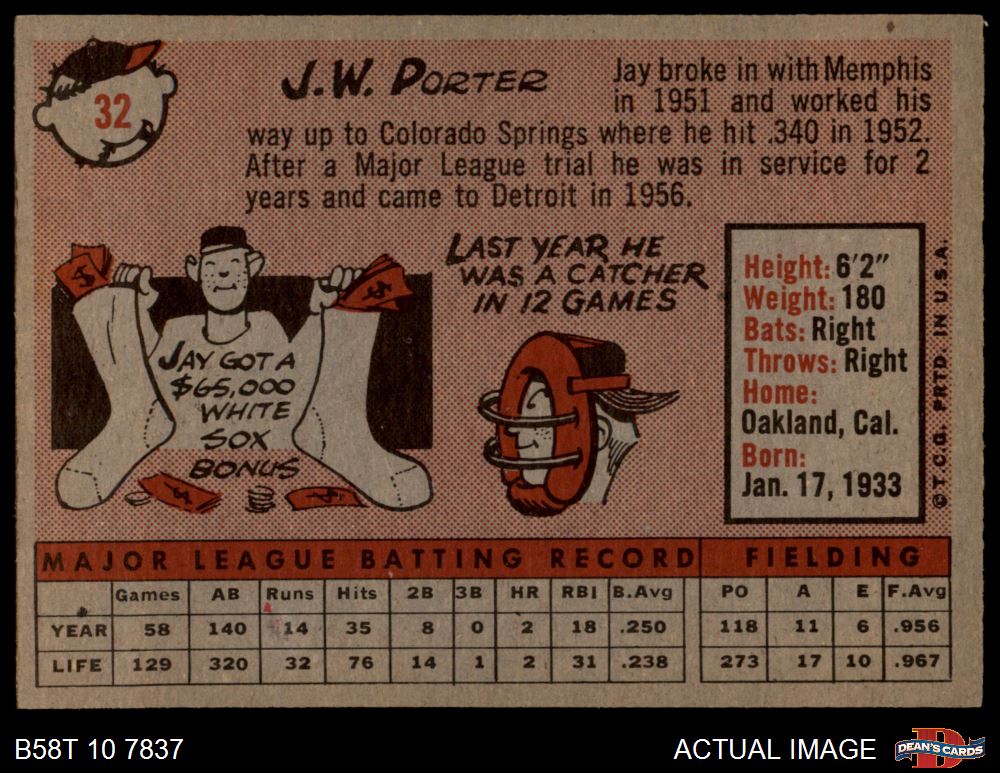 32
J.W. PORTER
Jay broke in with Memphis
in 1951 and worked his
way up to Colorado Springs where he hit .340 in 1952.
After a Major League trial he was in service for 2
years and came to Detroit in 1956.
$
$
JAY GOT A
$65,000
WHITE
SOX
BONUS
$
$
LAST YEAR HE
WAS A CATCHER
IN 12 GAMES
Height: 6'2"
Weight: 180
Bats: Right
Throws: Right
Home:
Oakland, Cal.
Born:
Jan. 17, 1933
© T.C.G. PRTD. IN U.S.A.
MAJOR LEAGUE BATTING RECORD FIELDING
Games AB Runs Hits 2B 3B HR RBI B.Avg PO A E F.Avg
YEAR 58 140 14 35 8 0 2 18 .250 118 11 6 .956
LIFE 129 320 32 76 14 1 2 31 .238 273 17 10 .967
B58T 10 7837
ACTUAL IMAGE
D
DEAN'S CARDS